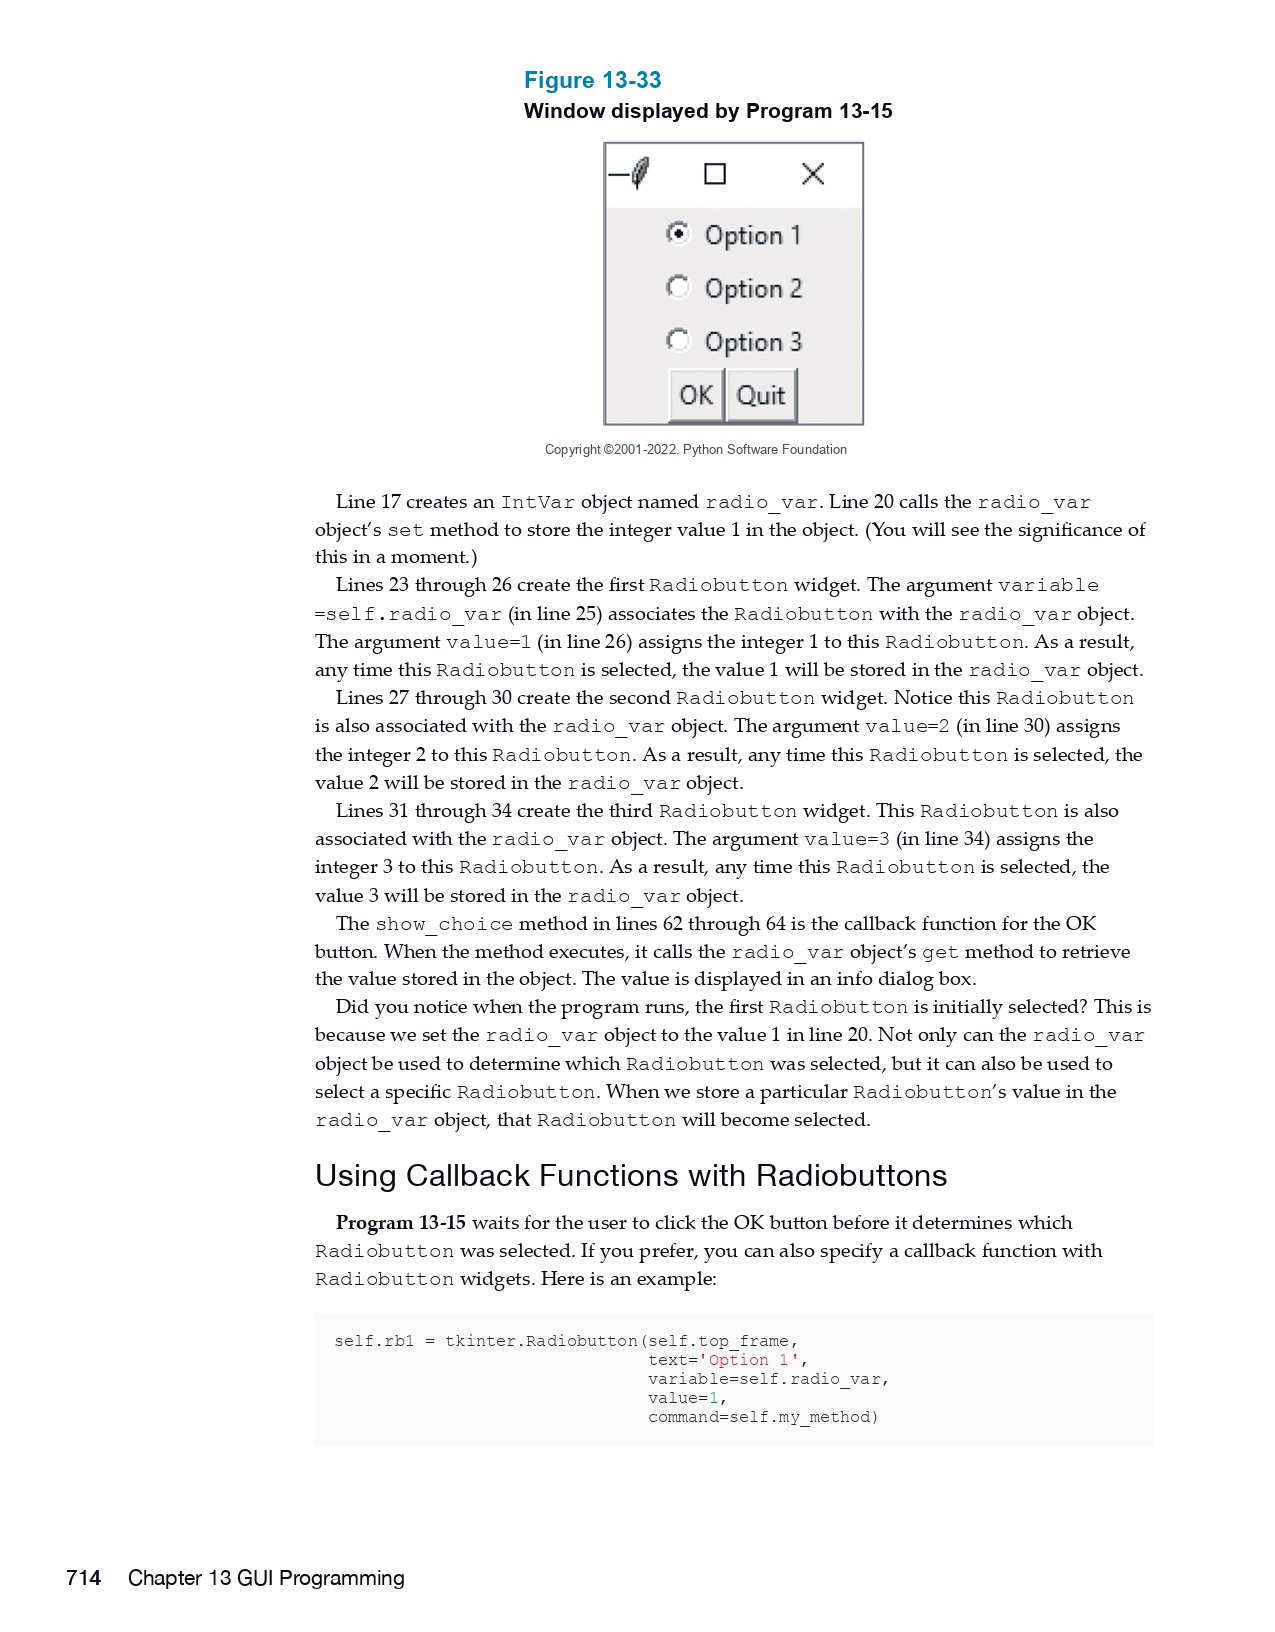 Figure 13-33
Window displayed by Program 13-15
Option 1
Option 2
Option 3
OK Quit
Copyright ©2001-2022. Python Software Foundation
Line 17 creates an IntVar object named radio_var. Line 20 calls the radio_var
object’s set method to store the integer value 1 in the object. (You will see the significance of
this in a moment.)
Lines 23 through 26 create the first Radiobutton widget. The argument variable
=self.radio_var (in line 25) associates the Radiobutton with the radio_var object.
The argument value=1 (in line 26) assigns the integer 1 to this Radiobutton. As a result,
any time this Radiobutton is selected, the value 1 will be stored in the radio_var object.
Lines 27 through 30 create the second Radiobutton widget. Notice this Radiobutton
is also associated with the radio_var object. The argument value=2 (in line 30) assigns
the integer 2 to this Radiobutton. As a result, any time this Radiobutton is selected, the
value 2 will be stored in the radio_var object.
Lines 31 through 34 create the third Radiobutton widget. This Radiobutton is also
associated with the radio_var object. The argument value=3 (in line 34) assigns the
integer 3 to this Radiobutton. As a result, any time this Radiobutton is selected, the
value 3 will be stored in the radio_var object.
The show_choice method in lines 62 through 64 is the callback function for the OK
button. When the method executes, it calls the radio_var object’s get method to retrieve
the value stored in the object. The value is displayed in an info dialog box.
Did you notice when the program runs, the first Radiobutton is initially selected? This is
because we set the radio_var object to the value 1 in line 20. Not only can the radio_var
object be used to determine which Radiobutton was selected, but it can also be used to
select a specific Radiobutton. When we store a particular Radiobutton’s value in the
radio_var object, that Radiobutton will become selected.
Using Callback Functions with Radiobuttons
Program 13-15 waits for the user to click the OK button before it determines which
Radiobutton was selected. If you prefer, you can also specify a callback function with
Radiobutton widgets. Here is an example:
self.rb1 = tkinter.Radiobutton(self.top_frame,
text='Option 1',
variable=self.radio_var,
value=1,
command=self.my_method)
714 Chapter 13 GUI Programming